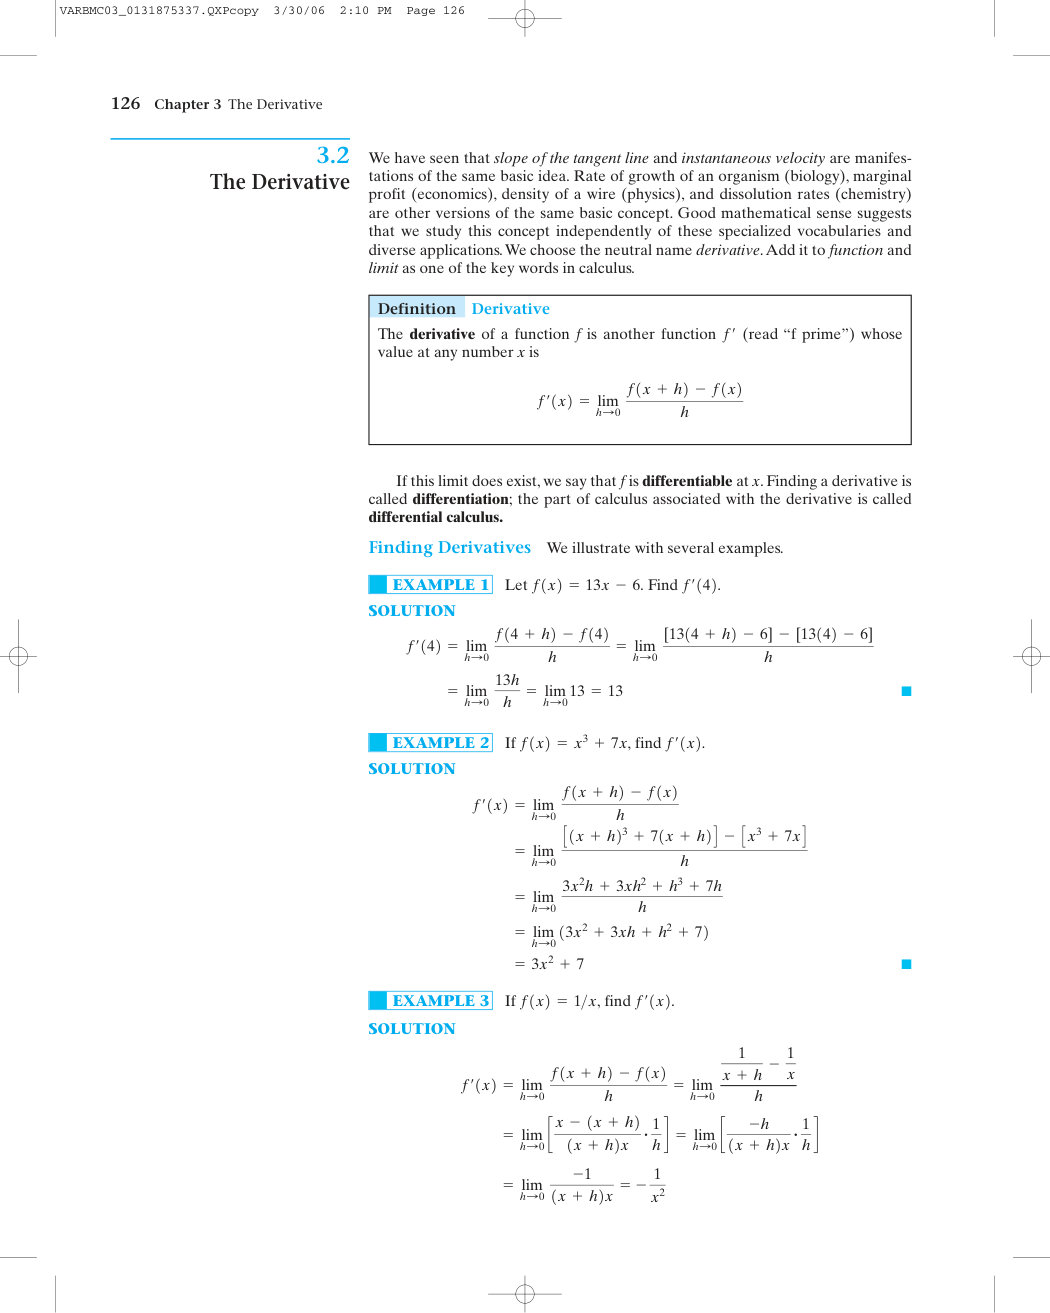 VARBMC03_0131875337.QXPcopy 3/30/06 2:10 PM Page 126
126 Chapter 3 The Derivative
3.2
The Derivative
We have seen that slope of the tangent line and instantaneous velocity are manifes-
tations of the same basic idea. Rate of growth of an organism (biology), marginal
profit (economics), density of a wire (physics), and dissolution rates (chemistry)
are other versions of the same basic concept. Good mathematical sense suggests
that we study this concept independently of these specialized vocabularies and
diverse applications. We choose the neutral name derivative. Add it to function and
limit as one of the key words in calculus.
Definition Derivative
The derivative of a function f is another function f′ (read “f prime”) whose
value at any number x is
f′(x) = lim h→0 (f(x + h) − f(x))/h
If this limit does exist, we say that f is differentiable at x. Finding a derivative is
called differentiation; the part of calculus associated with the derivative is called
differential calculus.
Finding Derivatives We illustrate with several examples.
EXAMPLE 1 Let f(x) = 13x − 6. Find f′(4).
SOLUTION
f′(4) = lim h→0 (f(4 + h) − f(4))/h = lim h→0 ([13(4 + h) − 6] − [13(4) − 6])/h
= lim h→0 13h/h = lim h→0 13 = 13
EXAMPLE 2 If f(x) = x³ + 7x, find f′(x).
SOLUTION
f′(x) = lim h→0 (f(x + h) − f(x))/h
= lim h→0 ([(x + h)³ + 7(x + h)] − [x³ + 7x])/h
= lim h→0 (3x²h + 3xh² + h³ + 7h)/h
= lim h→0 (3x² + 3xh + h² + 7)
= 3x² + 7
EXAMPLE 3 If f(x) = 1/x, find f′(x).
SOLUTION
f′(x) = lim h→0 (f(x + h) − f(x))/h = lim h→0 (1/(x + h) − 1/x)/h
= lim h→0 [(x − (x + h))/((x + h)x) · 1/h] = lim h→0 [−h/((x + h)x) · 1/h]
= lim h→0 −1/((x + h)x) = −1/x²